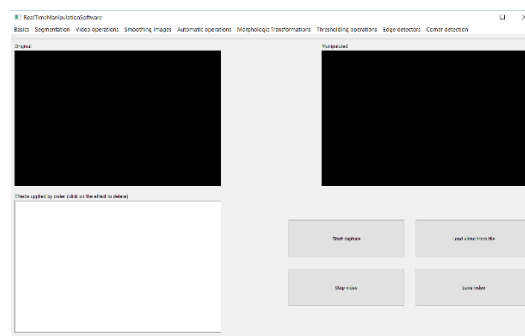 RealTimeManipulationSoftware
Basics Segmentation Video operations Smoothing images Automatic operations Morphologic Transformations Thresholding operations Edge detectors Corner detection
Original
Manipulated
Effects applied by order (click on the effect to delete)
Start capture
Load video from file
Stop video
Save video